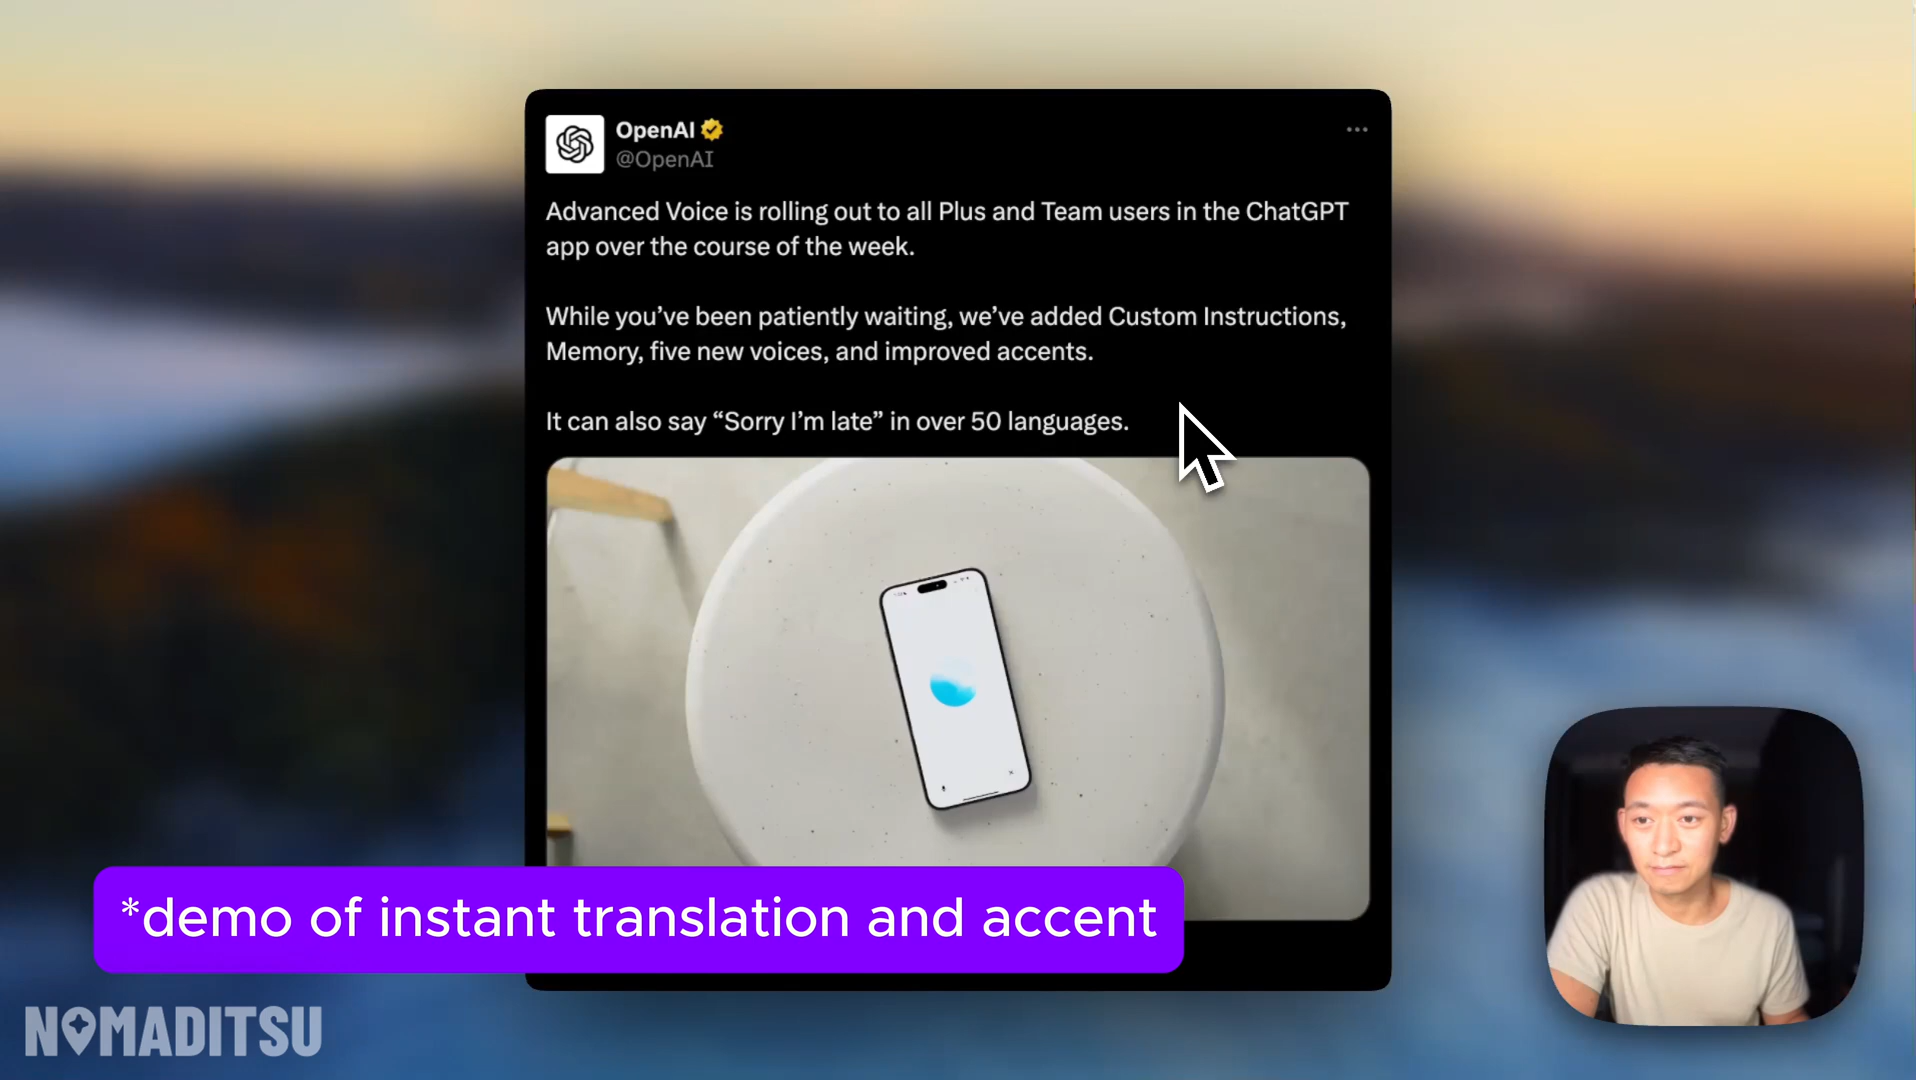 OpenAI
@OpenAI
Advanced Voice is rolling out to all Plus and Team users in the ChatGPT
app over the course of the week.
While you’ve been patiently waiting, we’ve added Custom Instructions,
Memory, five new voices, and improved accents.
It can also say “Sorry I’m late” in over 50 languages.
*demo of instant translation and accent
NOMADITSU